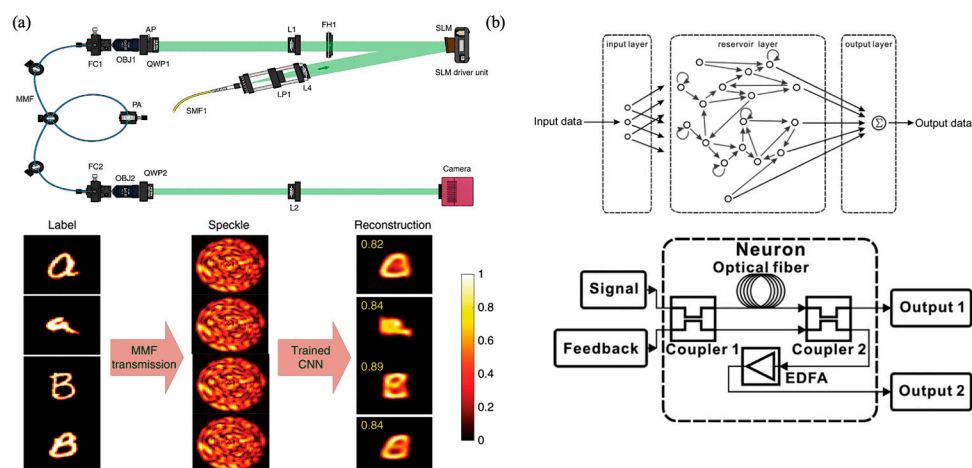 (a)
AP
L1
FH1
SLM
FC1
OBJ1
QWP1
SLM driver unit
MMF
PA
LP1
L4
SMF1
FC2
OBJ2
QWP2
L2
Camera
Label
Speckle
Reconstruction
0.82
0.84
0.89
0.84
MMF
transmission
Trained
CNN
a
a
B
B
1
0.8
0.6
0.4
0.2
0
(b)
input layer
reservoir layer
output layer
Input data
Σ
Output data
Neuron
Optical fiber
Signal
Feedback
Coupler 1
Coupler 2
EDFA
Output 1
Output 2